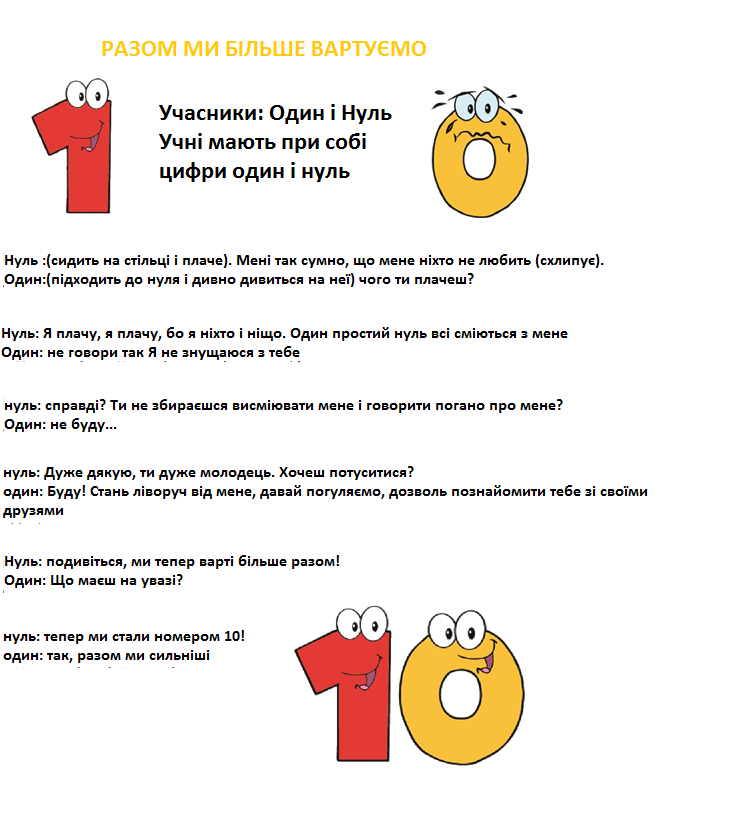 РАЗОМ МИ БІЛЬШЕ ВАРТУЄМО
Учасники: Один і Нуль
Учні мають при собі
цифри один і нуль
Нуль :(сидить на стільці і плаче). Мені так сумно, що мене ніхто не любить (схлипує).
Один:(підходить до нуля і дивно дивиться на неї) чого ти плачеш?
Нуль: Я плачу, я плачу, бо я ніхто і ніщо. Один простий нуль всі сміються з мене
Один: не говори так Я не знущаюся з тебе
нуль: справді? Ти не збираєшся висміювати мене і говорити погано про мене?
Один: не буду...
нуль: Дуже дякую, ти дуже молодець. Хочеш потуситися?
один: Буду! Стань ліворуч від мене, давай погуляємо, дозволь познайомити тебе зі своїми
друзями
Нуль: подивіться, ми тепер варті більше разом!
Один: Що маєш на увазі?
нуль: тепер ми стали номером 10!
один: так, разом ми сильніші